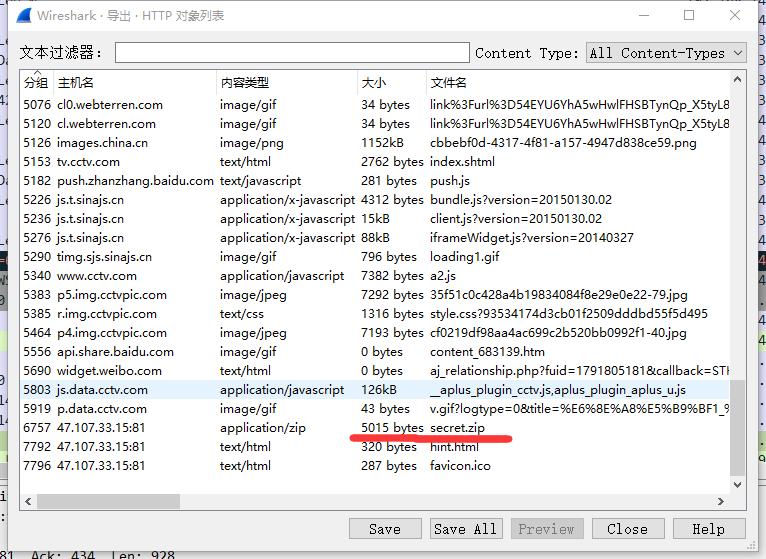 Wireshark · 导出 · HTTP 对象列表
文本过滤器: Content Type: All Content-Types
分组 主机名 内容类型 大小 文件名
5076 cl0.webterren.com image/gif 34 bytes link%3Furl%3D54EYU6YhA5wHwlFHSBTynQp_X5tyL8
5120 cl.webterren.com image/gif 34 bytes link%3Furl%3D54EYU6YhA5wHwlFHSBTynQp_X5tyL8
5126 images.china.cn image/png 1152kB cbbebf0d-4317-4f81-a157-4947d838ce59.png
5153 tv.cctv.com text/html 2762 bytes index.shtml
5182 push.zhanzhang.baidu.com text/javascript 281 bytes push.js
5226 js.t.sinajs.cn application/x-javascript 4312 bytes bundle.js?version=20150130.02
5236 js.t.sinajs.cn application/x-javascript 15kB client.js?version=20150130.02
5276 js.t.sinajs.cn application/x-javascript 88kB iframeWidget.js?version=20140327
5290 timg.sjs.sinajs.cn image/gif 796 bytes loading1.gif
5340 www.cctv.com application/javascript 7382 bytes a2.js
5383 p5.img.cctvpic.com image/jpeg 7292 bytes 35f51c0c428a4b19834084f8e29e0e22-79.jpg
5385 r.img.cctvpic.com text/css 1316 bytes style.css?93534174d3cb01f2509dddbd55f5d495
5464 p4.img.cctvpic.com image/jpeg 7193 bytes cf0219df98aa4ac699c2b520bb0992f1-40.jpg
5556 api.share.baidu.com image/gif 0 bytes content_683139.htm
5690 widget.weibo.com text/html 0 bytes aj_relationship.php?fuid=1791805181&callback=STK
5803 js.data.cctv.com application/javascript 126kB __aplus_plugin_cctv.js,aplus_plugin_aplus_u.js
5919 p.data.cctv.com image/gif 43 bytes v.gif?logtype=0&title=%E6%8E%A8%E5%B9%BF1_%
6757 47.107.33.15:81 application/zip 5015 bytes secret.zip
7792 47.107.33.15:81 text/html 320 bytes hint.html
7796 47.107.33.15:81 text/html 287 bytes favicon.ico
Save Save All Preview Close Help
81 Ack: 434 Len: 928